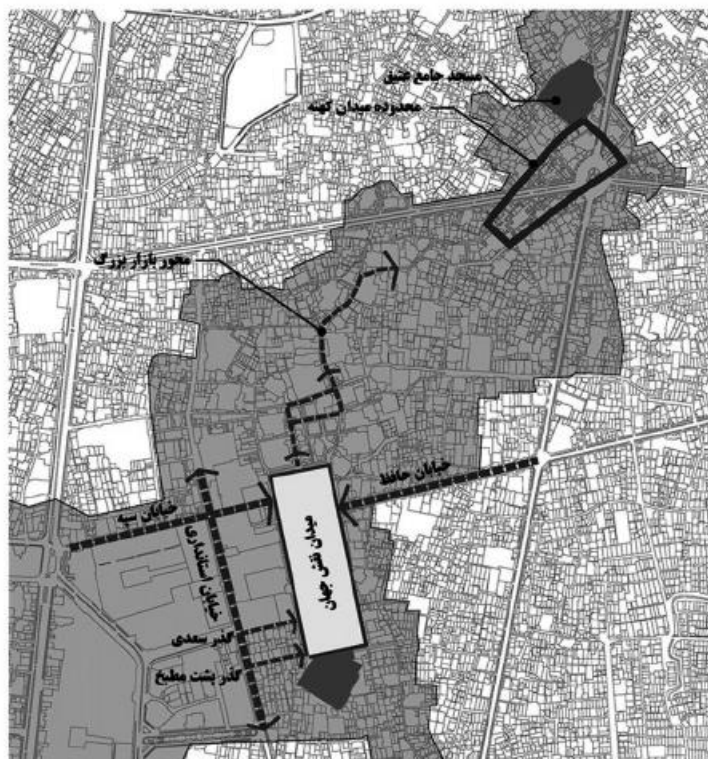 مسجد جامع عتیق
محدوده میدان کهنه
محور بازار بزرگ
خیابان حافظ
خیابان سپه
میدان نقش جهان
خیابان استانداری
گذر سعدی
گذر پشت مطبخ